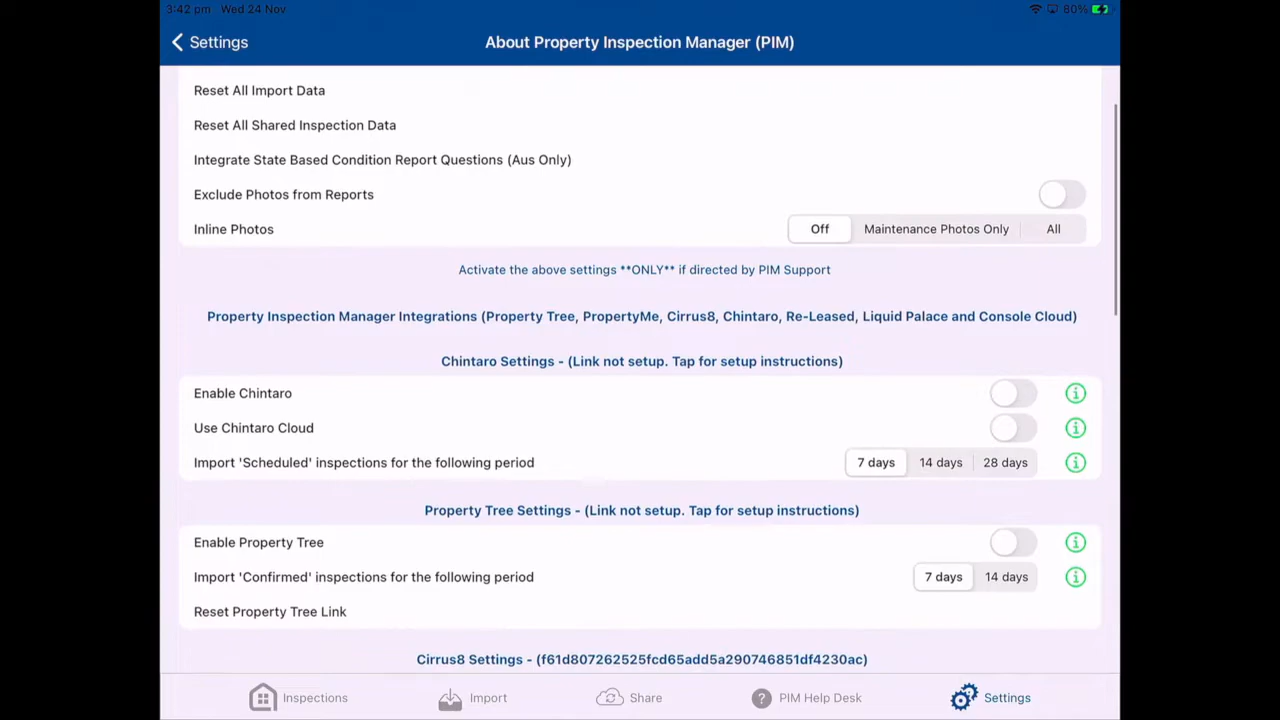 3:42 pm Wed 24 Nov
80%
Settings
About Property Inspection Manager (PIM)
Reset All Import Data
Reset All Shared Inspection Data
Integrate State Based Condition Report Questions (Aus Only)
Exclude Photos from Reports
Inline Photos Off Maintenance Photos Only All
Activate the above settings **ONLY** if directed by PIM Support
Property Inspection Manager Integrations (Property Tree, PropertyMe, Cirrus8, Chintaro, Re-Leased, Liquid Palace and Console Cloud)
Chintaro Settings - (Link not setup. Tap for setup instructions)
Enable Chintaro
Use Chintaro Cloud
Import 'Scheduled' inspections for the following period 7 days 14 days 28 days
Property Tree Settings - (Link not setup. Tap for setup instructions)
Enable Property Tree
Import 'Confirmed' inspections for the following period 7 days 14 days
Reset Property Tree Link
Cirrus8 Settings - (f61d807262525fcd65add5a290746851df4230ac)
Inspections Import Share PIM Help Desk Settings